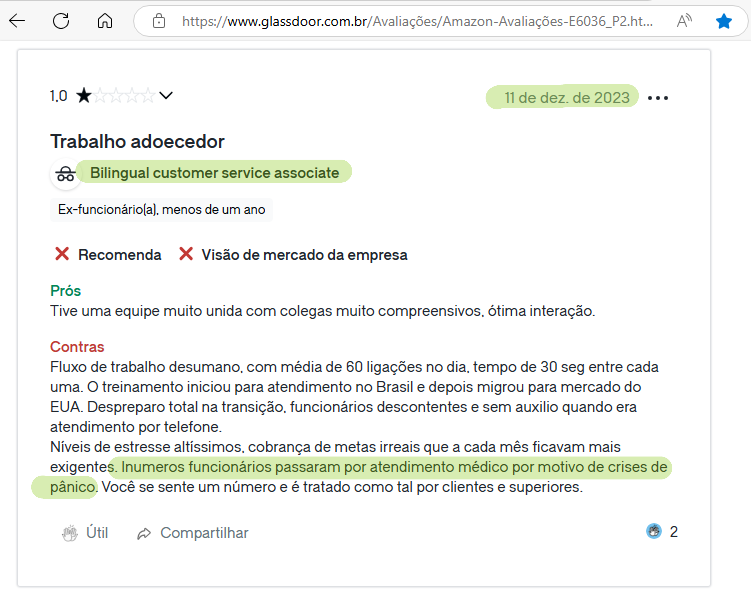 https://www.glassdoor.com.br/Avaliações/Amazon-Avaliações-E6036_P2.ht...
1,0
11 de dez. de 2023
Trabalho adoecedor
Bilingual customer service associate
Ex-funcionário(a), menos de um ano
Recomenda
Visão de mercado da empresa
Prós
Tive uma equipe muito unida com colegas muito compreensivos, ótima interação.
Contras
Fluxo de trabalho desumano, com média de 60 ligações no dia, tempo de 30 seg entre cada
uma. O treinamento iniciou para atendimento no Brasil e depois migrou para mercado do
EUA. Despreparo total na transição, funcionários descontentes e sem auxilio quando era
atendimento por telefone.
Níveis de estresse altíssimos, cobrança de metas irreais que a cada mês ficavam mais
exigentes. Inumeros funcionários passaram por atendimento médico por motivo de crises de
pânico. Você se sente um número e é tratado como tal por clientes e superiores.
Útil
Compartilhar
2